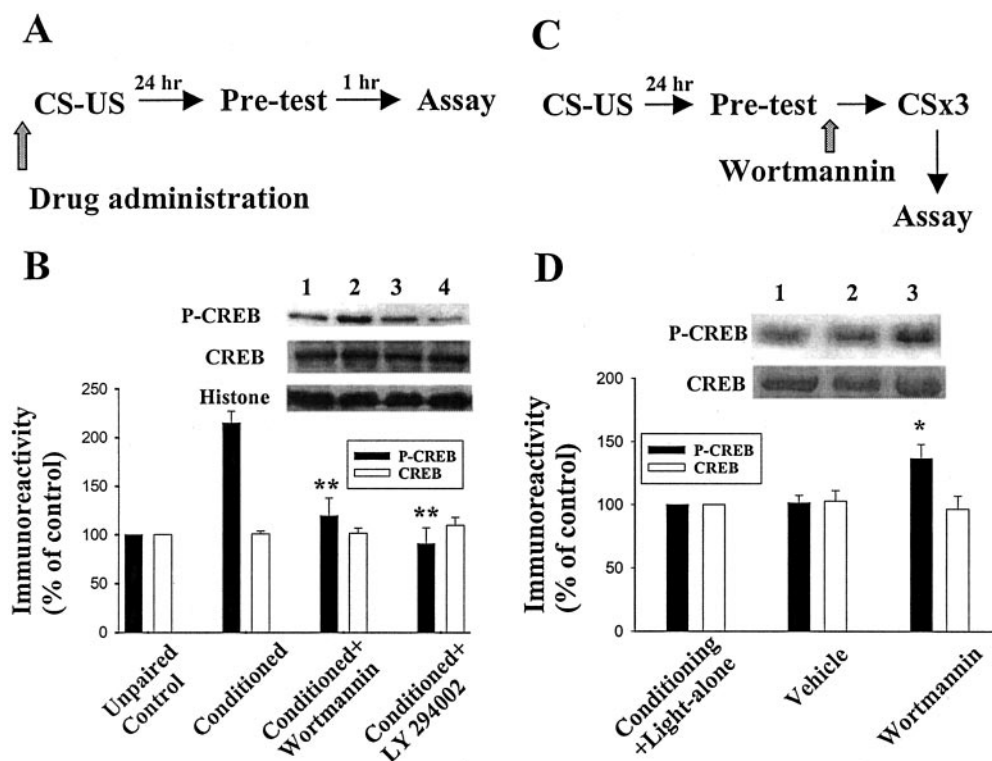 A
CS-US 24 hr Pre-test 1 hr Assay
Drug administration
C
CS-US 24 hr Pre-test CSx3
Wortmannin
Assay
B
1 2 3 4
P-CREB
CREB
Histone
Immunoreactivity
(% of control)
250
200
150
100
50
0
P-CREB
CREB
**
**
Unpaired
Control
Conditioned
Conditioned+
Wortmannin
Conditioned+
LY 294002
D
1 2 3
P-CREB
CREB
Immunoreactivity
(% of control)
200
150
100
50
0
P-CREB
CREB
*
Conditioning
+Light-alone
Vehicle
Wortmannin